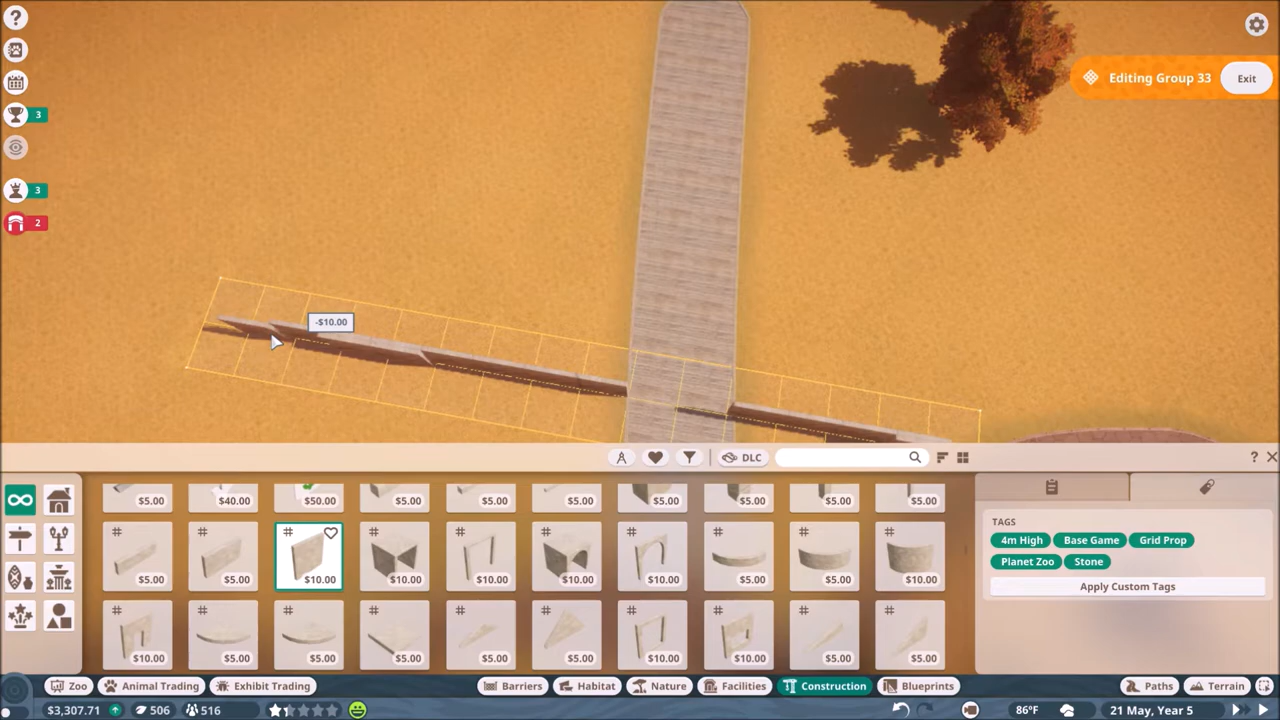 ?
3
Editing Group 33
Exit
3
2
-$10.00
DLC
?
$5.00
$40.00
$50.00
$5.00
$5.00
$5.00
$5.00
$5.00
$5.00
$5.00
$5.00
$5.00
$10.00
$10.00
$10.00
$10.00
$10.00
$5.00
$5.00
$10.00
$10.00
$5.00
$5.00
$5.00
$5.00
$5.00
$10.00
$10.00
$5.00
$5.00
TAGS
4m High
Base Game
Grid Prop
Planet Zoo
Stone
Apply Custom Tags
Zoo
Animal Trading
Exhibit Trading
Barriers
Habitat
Nature
Facilities
Construction
Blueprints
Paths
Terrain
$3,307.71
506
516
86°F
21 May, Year 5